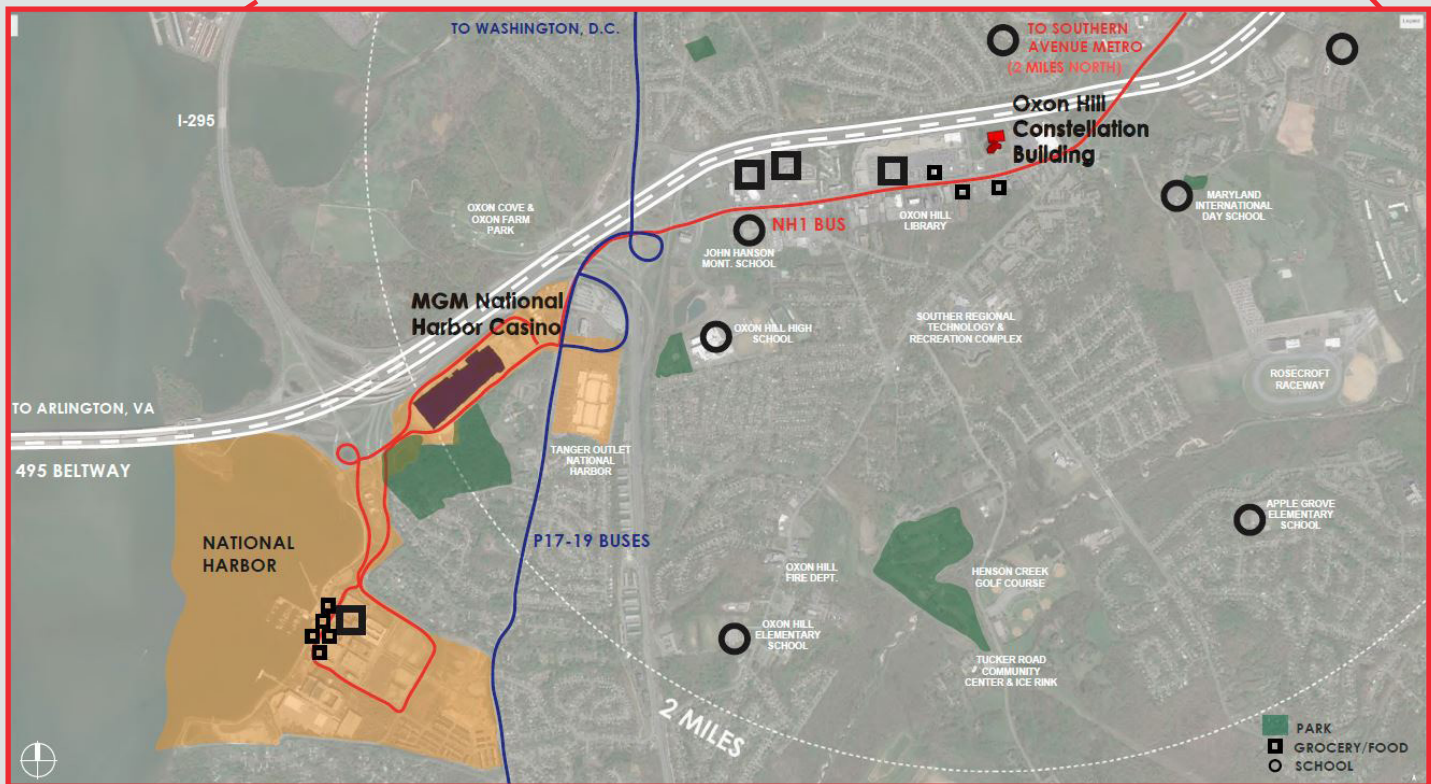 TO WASHINGTON, D.C.
TO SOUTHERN
AVENUE METRO
(2 MILES NORTH)
I-295
Oxon Hill
Constellation
Building
OXON COVE &
OXON FARM
PARK
MARYLAND
INTERNATIONAL
DAY SCHOOL
OXON HILL
LIBRARY
NH1 BUS
JOHN HANSON
MONT. SCHOOL
MGM National
Harbor Casino
OXON HILL HIGH
SCHOOL
SOUTHER REGIONAL
TECHNOLOGY &
RECREATION COMPLEX
ROSECROFT
RACEWAY
TO ARLINGTON, VA
495 BELTWAY
TANGER OUTLET
NATIONAL
HARBOR
APPLE GROVE
ELEMENTARY
SCHOOL
NATIONAL
HARBOR
P17-19 BUSES
OXON HILL
FIRE DEPT.
HENSON CREEK
GOLF COURSE
OXON HILL
ELEMENTARY
SCHOOL
TUCKER ROAD
COMMUNITY
CENTER & ICE RINK
2 MILES
PARK
GROCERY/FOOD
SCHOOL